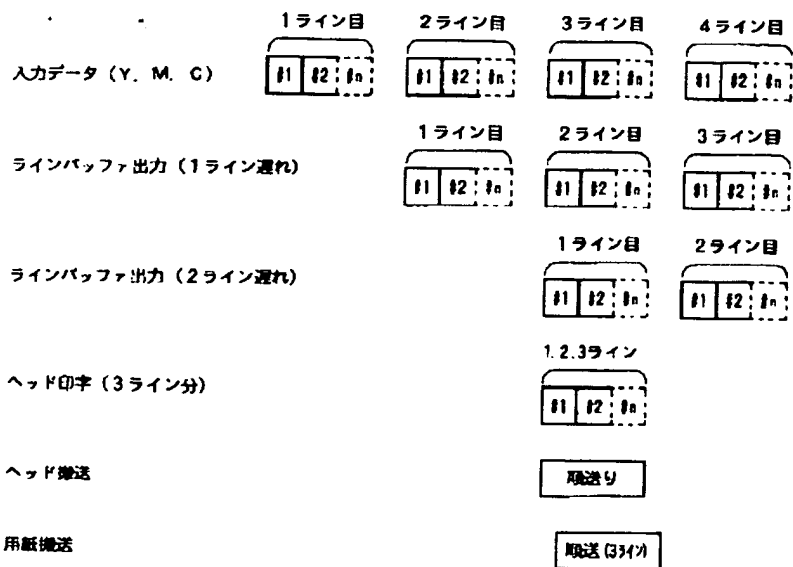 1ライン目 2ライン目 3ライン目 4ライン目
入力データ（Y．M．C） #1 #2 #n #1 #2 #n #1 #2 #n #1 #2 #n
1ライン目 2ライン目 3ライン目
ラインバッファ出力（1ライン遅れ） #1 #2 #n #1 #2 #n #1 #2 #n
1ライン目 2ライン目
ラインバッファ出力（2ライン遅れ） #1 #2 #n #1 #2 #n
1.2.3ライン
ヘッド印字（3ライン分） #1 #2 #n
ヘッド搬送 順送り
用紙搬送 順送(3ライン)